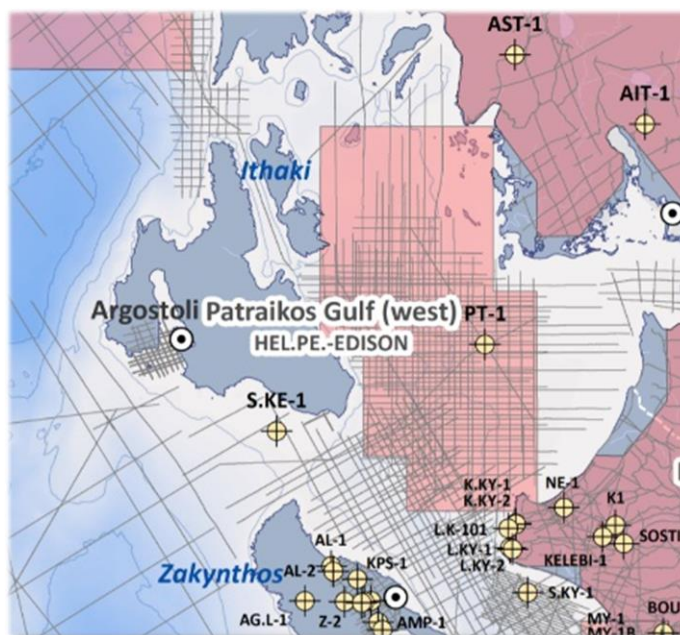 AST-1
AIT-1
Ithaki
Argostoli
Patraikos Gulf (west)
HEL.PE.-EDISON
PT-1
S.KE-1
K.KY-1
K.KY-2
NE-1
K1
L.K-101
L.KY-1
L.KY-2
KELEBI-1
AL-1
AL-2
KPS-1
Zakynthos
S.KY-1
AG.L-1
Z-2
AMP-1
MY-1